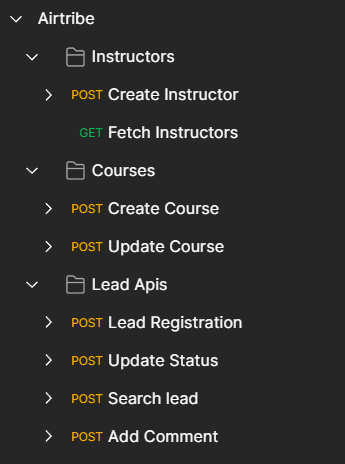 Airtribe
Instructors
POST Create Instructor
GET Fetch Instructors
Courses
POST Create Course
POST Update Course
Lead Apis
POST Lead Registration
POST Update Status
POST Search lead
POST Add Comment